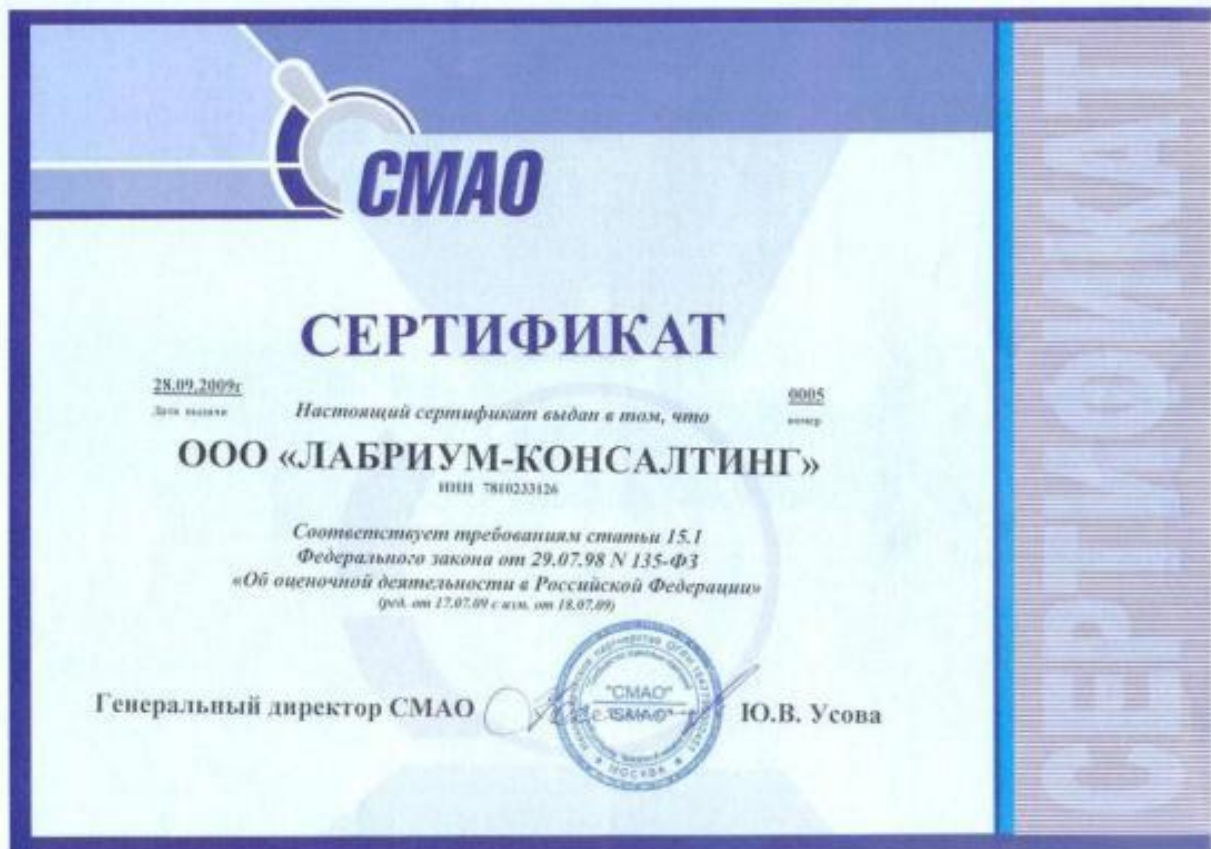 СМАО
СЕРТИФИКАТ
28.09.2009г
Дата выдачи
0005
номер
Настоящий сертификат выдан в том, что
ООО «ЛАБРИУМ-КОНСАЛТИНГ»
ИНН 7810233126
Соответствует требованиям статьи 15.1
Федерального закона от 29.07.98 N 135-ФЗ
«Об оценочной деятельности в Российской Федерации»
(ред. от 17.07.09 с изм. от 18.07.09)
Генеральный директор СМАО
Ю.В. Усова
"СМАО"
"SMAO"
МОСКВА
СЕРТИФИКАТ